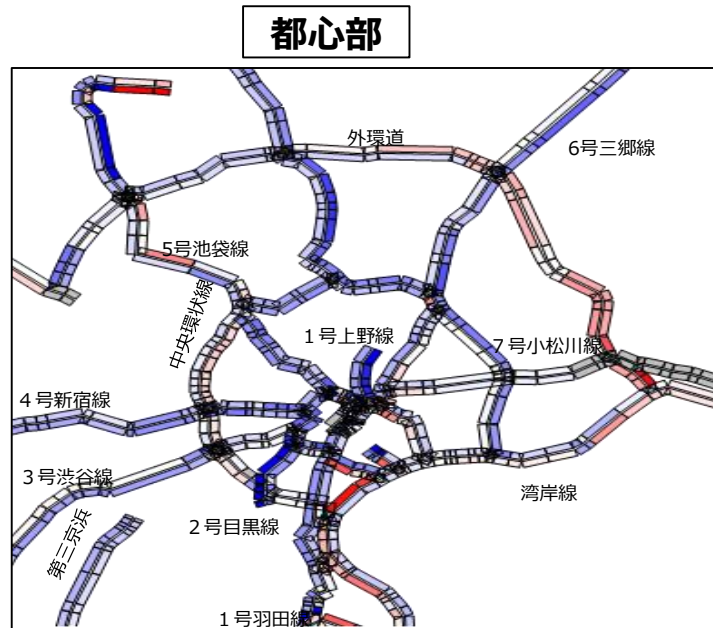 都心部
外環道
6号三郷線
5号池袋線
中央環状線
1号上野線
7号小松川線
4号新宿線
3号渋谷線
湾岸線
第三京浜
2号目黒線
1号羽田線